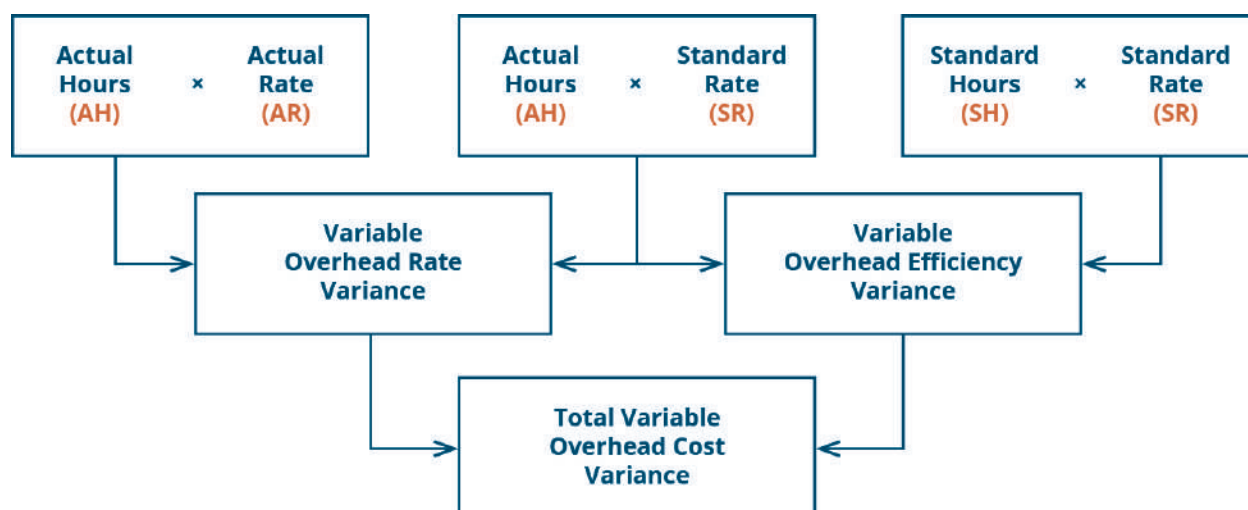 Actual Hours (AH) × Actual Rate (AR)
Actual Hours (AH) × Standard Rate (SR)
Standard Hours (SH) × Standard Rate (SR)
Variable
Overhead Rate
Variance
Variable
Overhead Efficiency
Variance
Total Variable
Overhead Cost
Variance